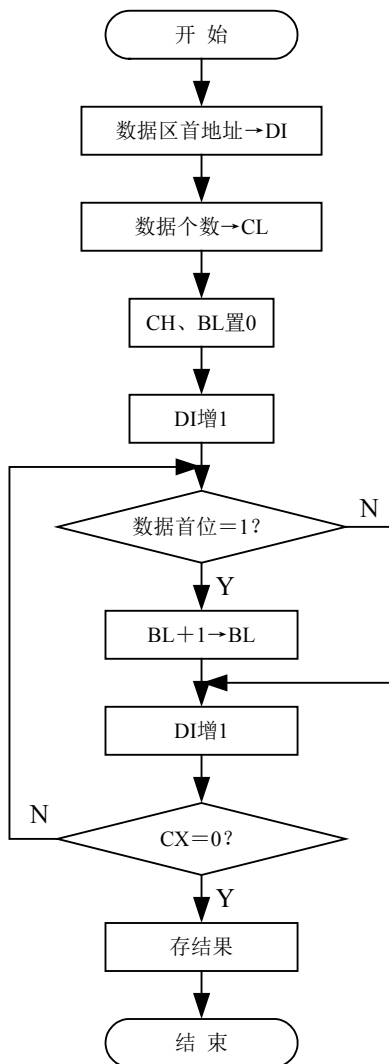 开 始
数据区首地址→DI
数据个数→CL
CH、BL置0
DI增1
数据首位＝1?
N
Y
BL＋1→BL
DI增1
N
CX＝0?
Y
存结果
结 束